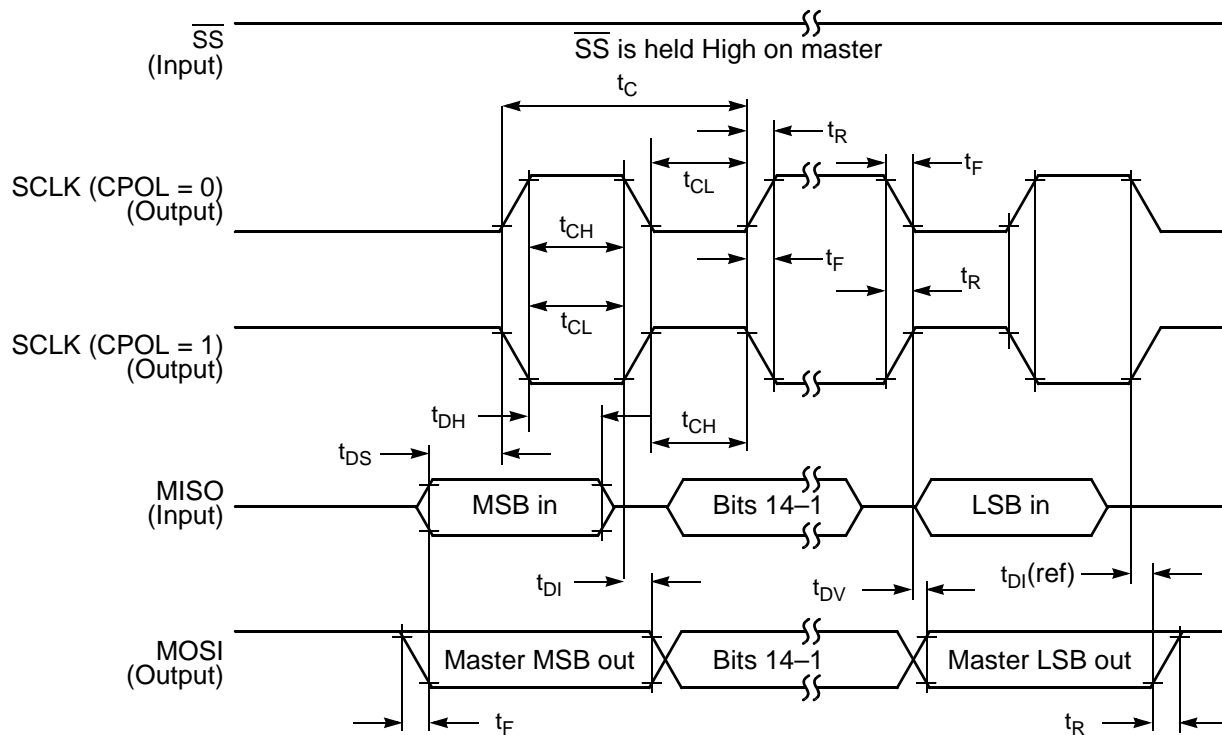 SS
(Input)
SS is held High on master
tC
tR
tF
SCLK (CPOL = 0)
(Output)
tCL
tCH
tF
tR
tCL
SCLK (CPOL = 1)
(Output)
tDH
tCH
tDS
MISO
(Input)
MSB in
Bits 14–1
LSB in
tDI
tDV
tDI(ref)
MOSI
(Output)
Master MSB out
Bits 14–1
Master LSB out
tF
tR